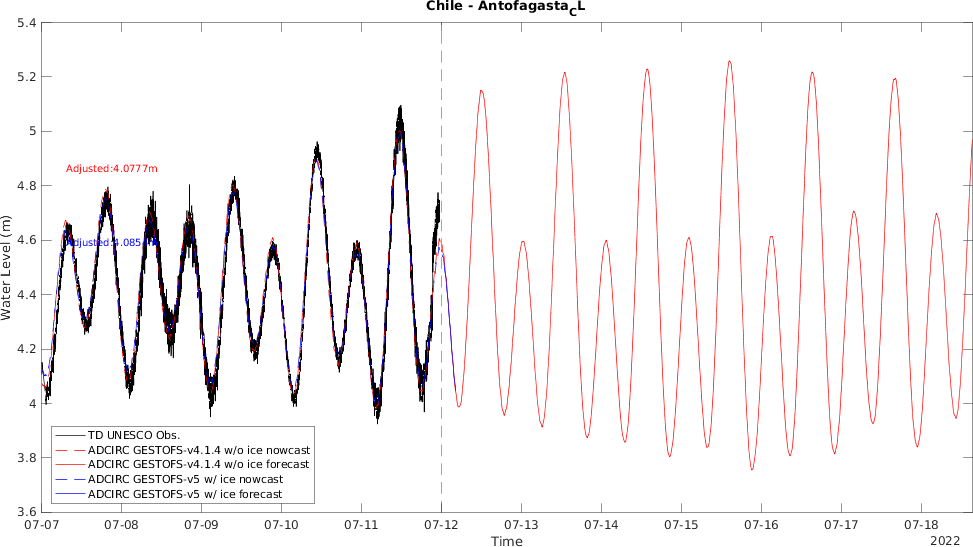 Chile - Antofagasta_CL
5.4
5.2
5
4.8
4.6
4.4
4.2
4
3.8
3.6
Water Level (m)
Adjusted:4.0777m
TD UNESCO Obs.
ADCIRC GESTOFS-v4.1.4 w/o ice nowcast
ADCIRC GESTOFS-v4.1.4 w/o ice forecast
ADCIRC GESTOFS-v5 w/ ice nowcast
ADCIRC GESTOFS-v5 w/ ice forecast
07-07 07-08 07-09 07-10 07-11 07-12 07-13 07-14 07-15 07-16 07-17 07-18
Time
2022